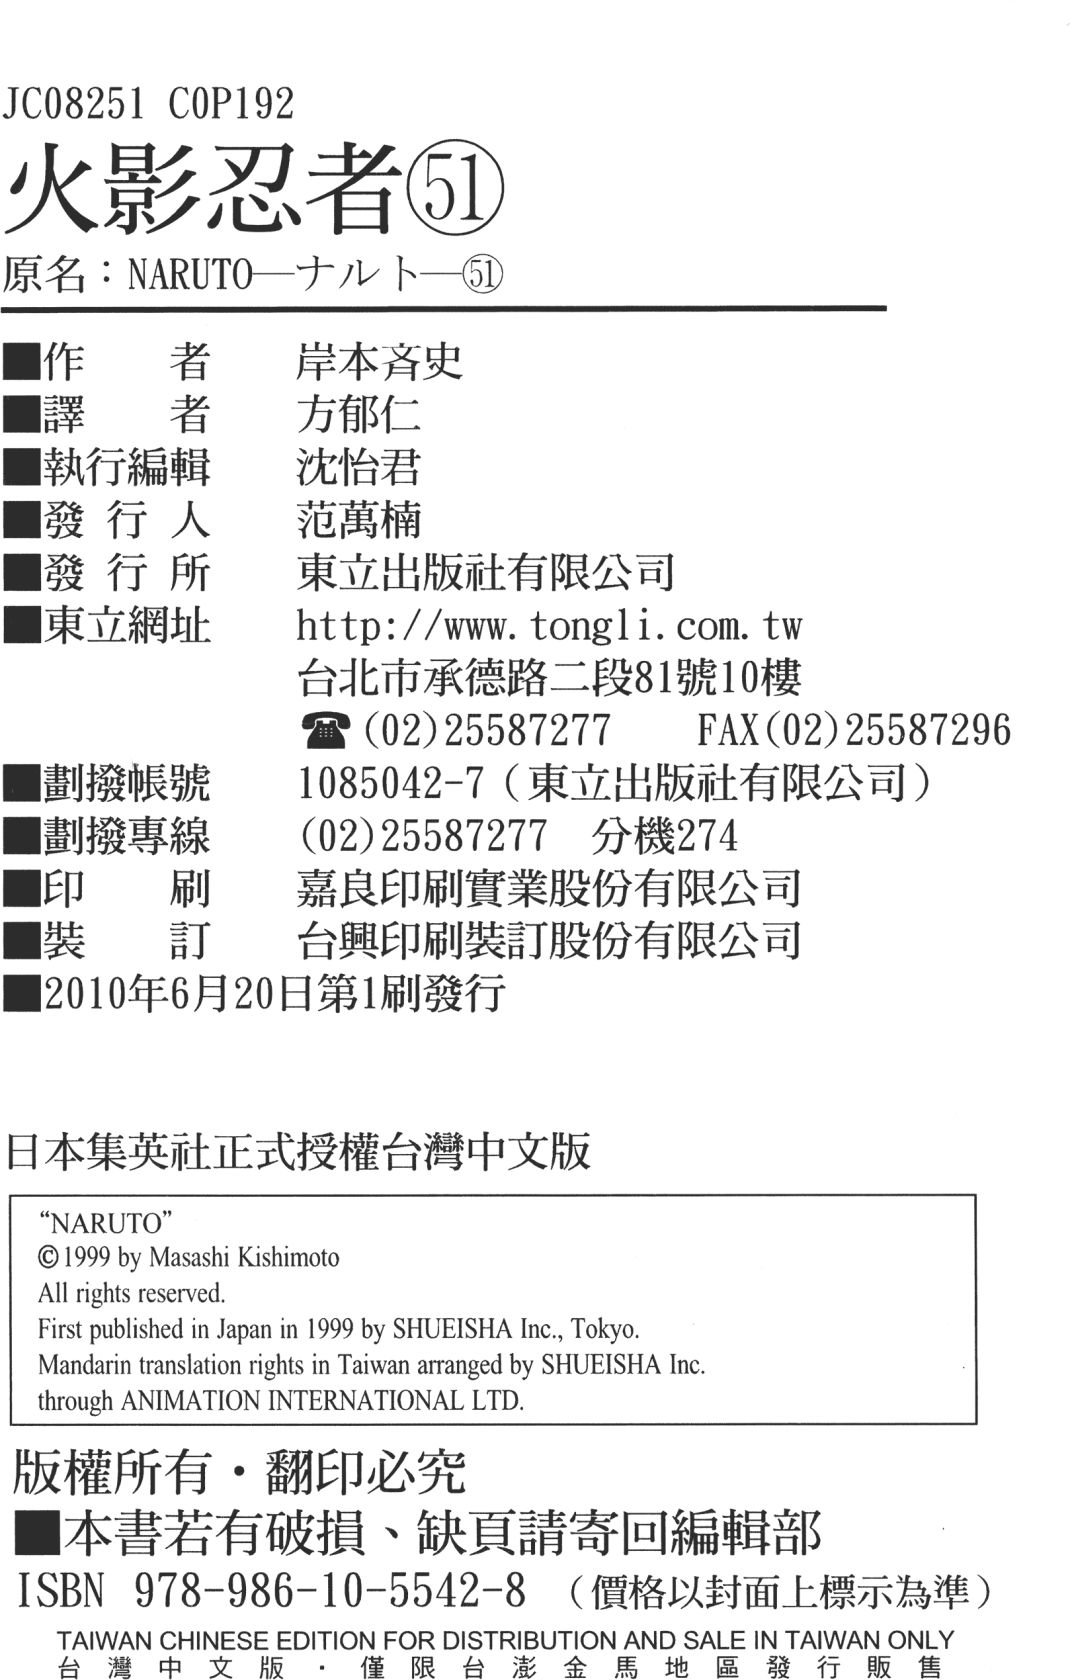 JC08251 C0P192
火影忍者㊿+1
原名：NARUTO—ナルト—51
■作　　者　岸本斉史
■譯　　者　方郁仁
■執行編輯　沈怡君
■發 行 人　范萬楠
■發 行 所　東立出版社有限公司
■東立網址　http://www.tongli.com.tw
台北市承德路二段81號10樓
☎(02)25587277　FAX(02)25587296
■劃撥帳號　1085042-7（東立出版社有限公司）
■劃撥專線　(02)25587277　分機274
■印　　刷　嘉良印刷實業股份有限公司
■裝　　訂　台興印刷裝訂股份有限公司
■2010年6月20日第1刷發行
日本集英社正式授權台灣中文版
“NARUTO”
©1999 by Masashi Kishimoto
All rights reserved.
First published in Japan in 1999 by SHUEISHA Inc., Tokyo.
Mandarin translation rights in Taiwan arranged by SHUEISHA Inc.
through ANIMATION INTERNATIONAL LTD.
版權所有・翻印必究
■本書若有破損、缺頁請寄回編輯部
ISBN 978-986-10-5542-8（價格以封面上標示為準）
TAIWAN CHINESE EDITION FOR DISTRIBUTION AND SALE IN TAIWAN ONLY
台灣中文版・僅限台澎金馬地區發行販售